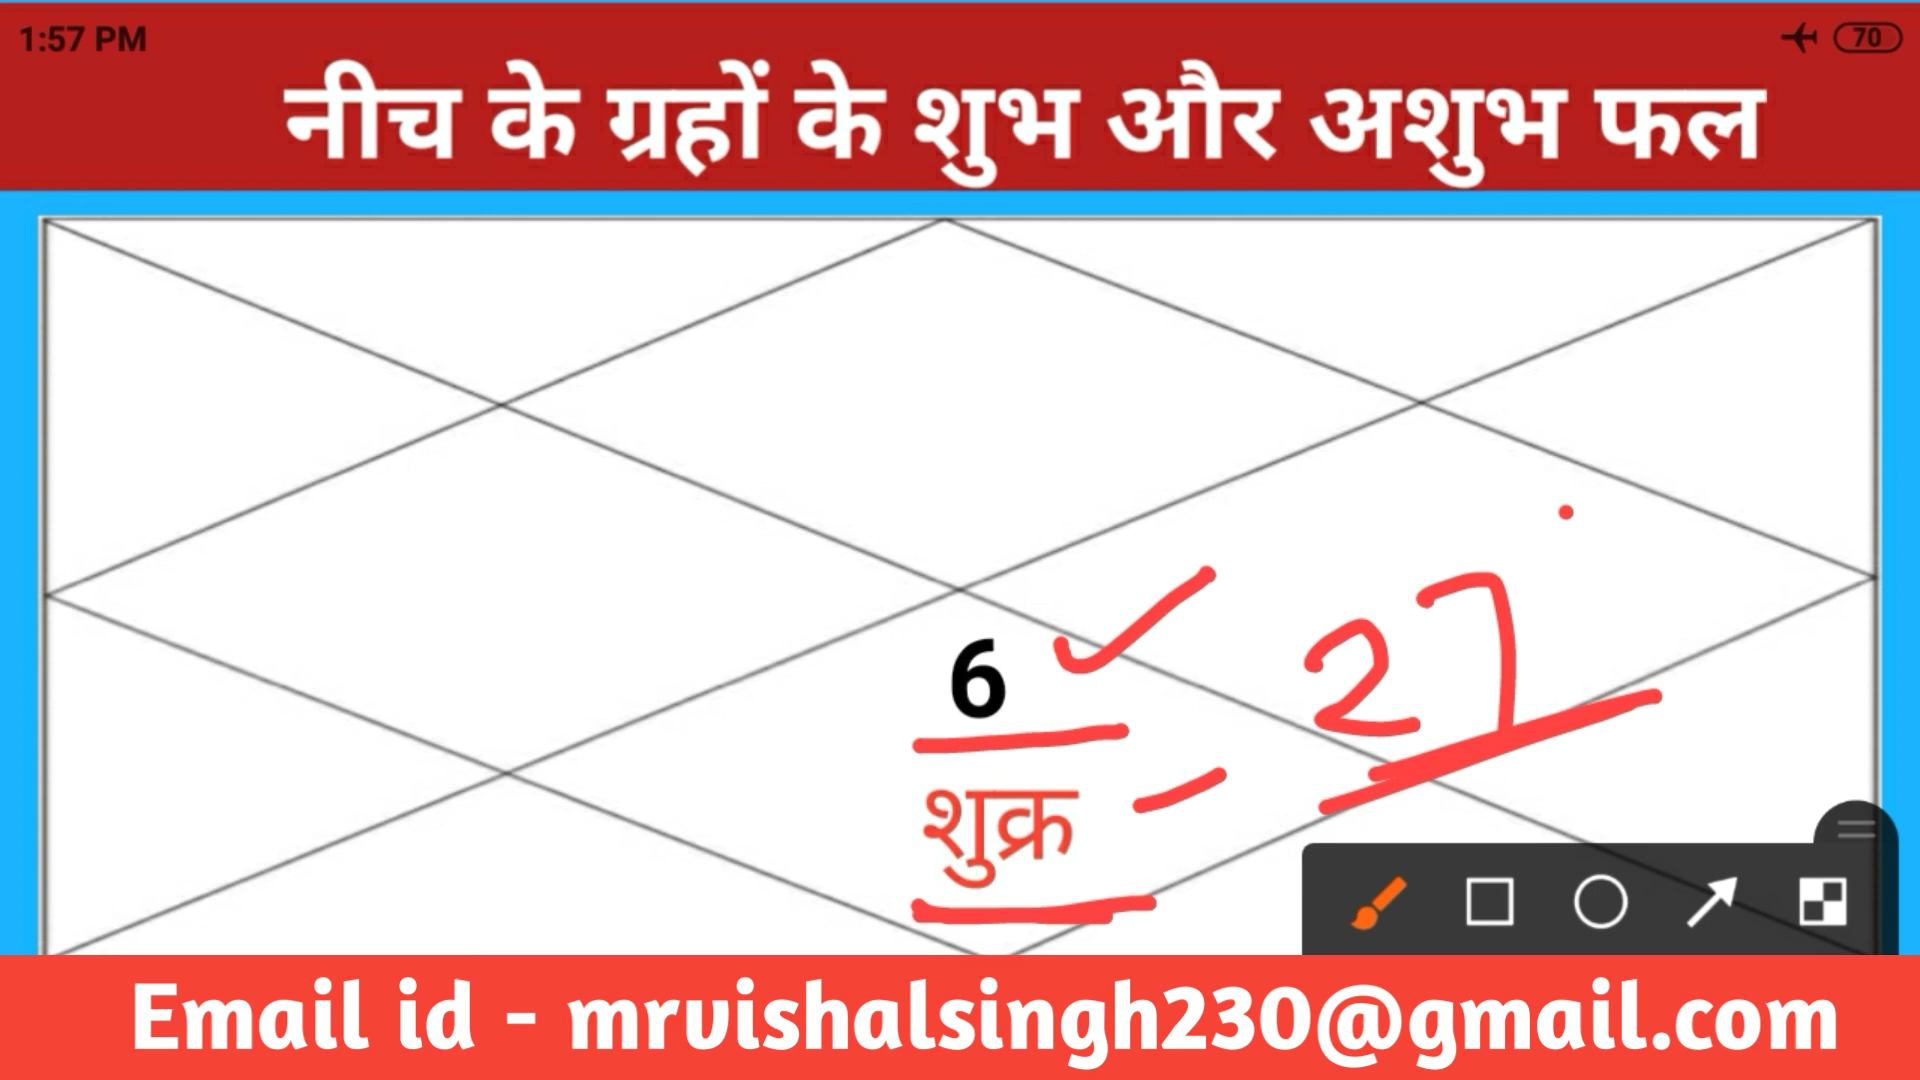 1:57 PM 70
नीच के ग्रहों के शुभ और अशुभ फल
6
शुक्र - 27
Email id - mrvishalsingh230@gmail.com